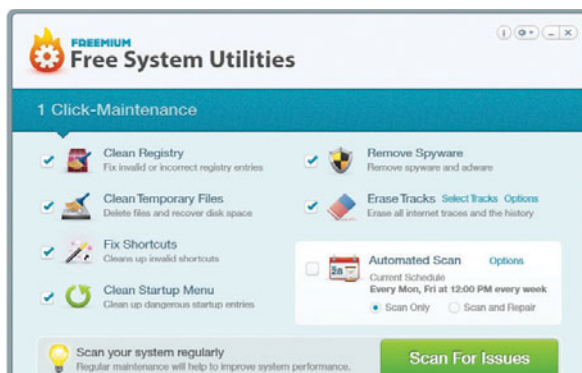 FREEMIUM
Free System Utilities
1 Click-Maintenance
Clean Registry
Fix invalid or incorrect registry entries
Clean Temporary Files
Delete files and recover disk space
Fix Shortcuts
Cleans up invalid shortcuts
Clean Startup Menu
Clean up dangerous startup entries
Remove Spyware
Remove spyware and adware
Erase Tracks Select Tracks Options
Erase all internet traces and the history
28
Automated Scan Options
Current Schedule
Every Mon, Fri at 12:00 PM every week
Scan Only Scan and Repair
Scan your system regularly
Regular maintenance will help to improve system performance.
Scan For Issues